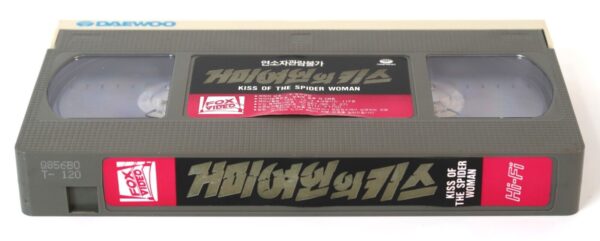 DAEWOO
연소자관람불가
거미여인의키스
KISS OF THE SPIDER WOMAN
FOX
VIDEO
Q8568O
T- 120
FOX
VIDEO
거미여인의키스
KISS
OF THE
SPIDER
WOMAN
Hi-Fi